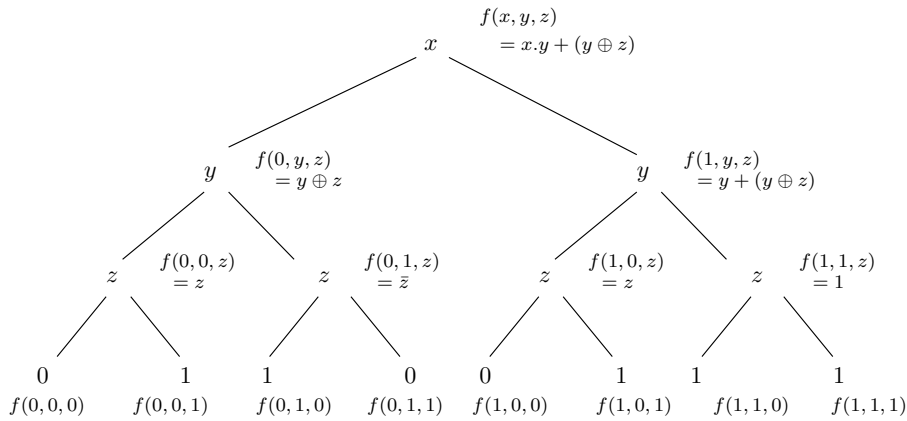 f(x, y, z)
x = x.y + (y ⊕ z)
f(0, y, z) f(1, y, z)
y = y ⊕ z y = y + (y ⊕ z)
f(0, 0, z) f(0, 1, z) f(1, 0, z) f(1, 1, z)
z = z z = z̄ z = z z = 1
0 1 1 0 0 1 1 1
f(0, 0, 0) f(0, 0, 1) f(0, 1, 0) f(0, 1, 1) f(1, 0, 0) f(1, 0, 1) f(1, 1, 0) f(1, 1, 1)